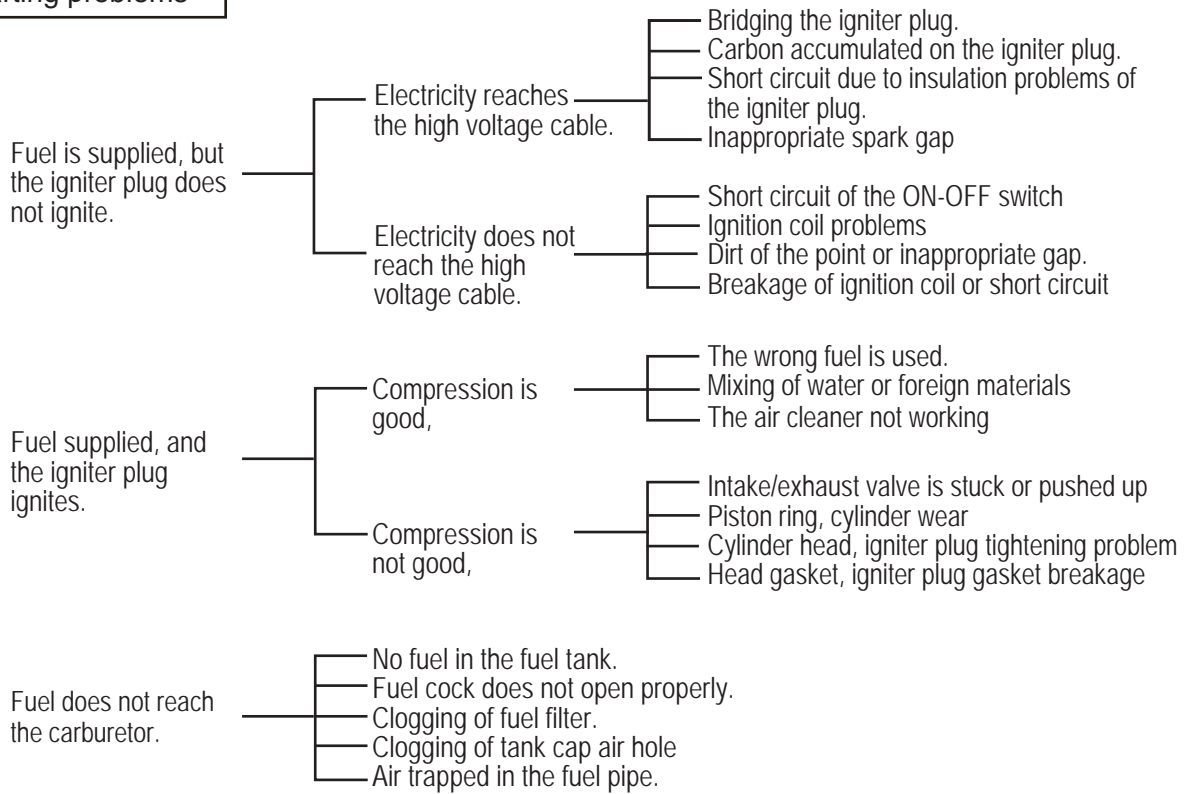 problems
Fuel is supplied, but
the igniter plug does
not ignite.
Electricity reaches
the high voltage cable.
Bridging the igniter plug.
Carbon accumulated on the igniter plug.
Short circuit due to insulation problems of
the igniter plug.
Inappropriate spark gap
Electricity does not
reach the high
voltage cable.
Short circuit of the ON-OFF switch
Ignition coil problems
Dirt of the point or inappropriate gap.
Breakage of ignition coil or short circuit
Fuel supplied, and
the igniter plug
ignites.
Compression is
good,
The wrong fuel is used.
Mixing of water or foreign materials
The air cleaner not working
Compression is
not good,
Intake/exhaust valve is stuck or pushed up
Piston ring, cylinder wear
Cylinder head, igniter plug tightening problem
Head gasket, igniter plug gasket breakage
Fuel does not reach
the carburetor.
No fuel in the fuel tank.
Fuel cock does not open properly.
Clogging of fuel filter.
Clogging of tank cap air hole
Air trapped in the fuel pipe.